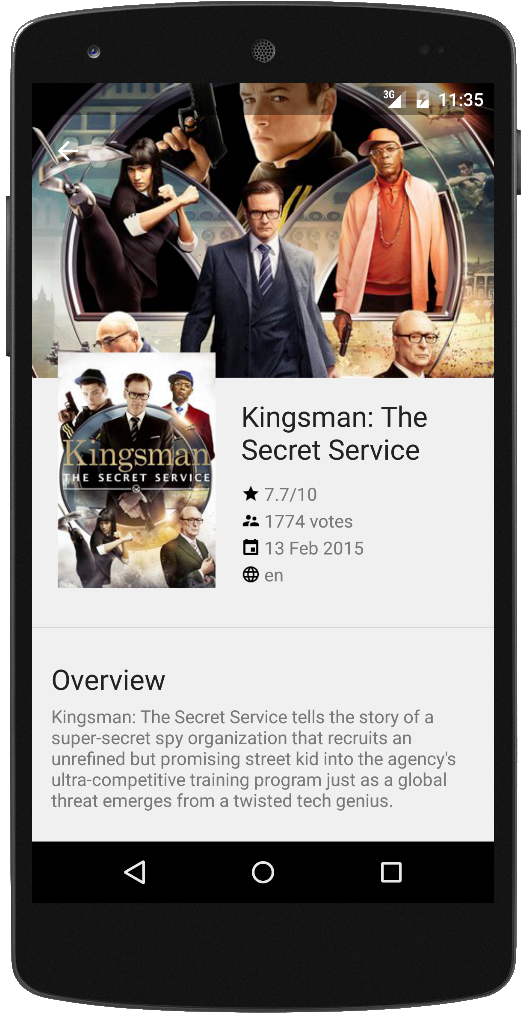 3G 11:35
Kingsman
THE SECRET SERVICE
Kingsman: The
Secret Service
7.7/10
1774 votes
13 Feb 2015
en
Overview
Kingsman: The Secret Service tells the story of a
super-secret spy organization that recruits an
unrefined but promising street kid into the agency's
ultra-competitive training program just as a global
threat emerges from a twisted tech genius.